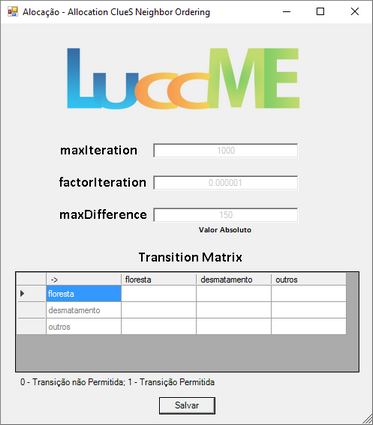 Alocação - Allocation ClueS Neighbor Ordering
LuccME
maxIteration 1000
factorIteration 0.000001
maxDifference 150
Valor Absoluto
Transition Matrix
-> floresta desmatamento outros
floresta
desmatamento
outros
0 - Transição não Permitida; 1 - Transição Permitida
Salvar